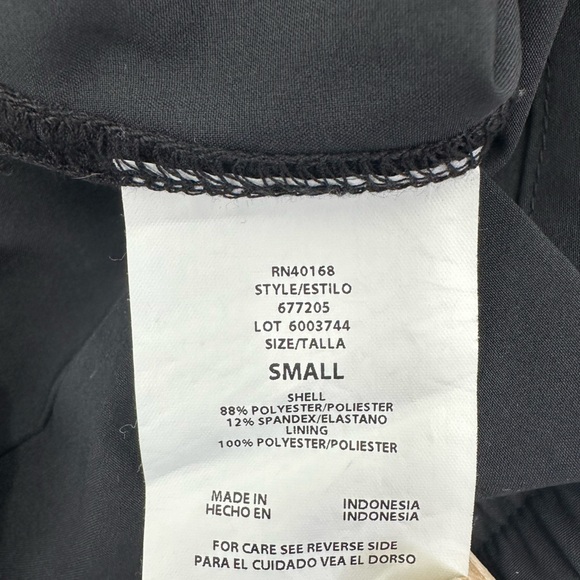 RN40168
STYLE/ESTILO
677205
LOT 6003744
SIZE/TALLA
SMALL
SHELL
88% POLYESTER/POLIESTER
12% SPANDEX/ELASTANO
LINING
100% POLYESTER/POLIESTER
MADE IN INDONESIA
HECHO EN INDONESIA
FOR CARE SEE REVERSE SIDE
PARA EL CUIDADO VEA EL DORSO